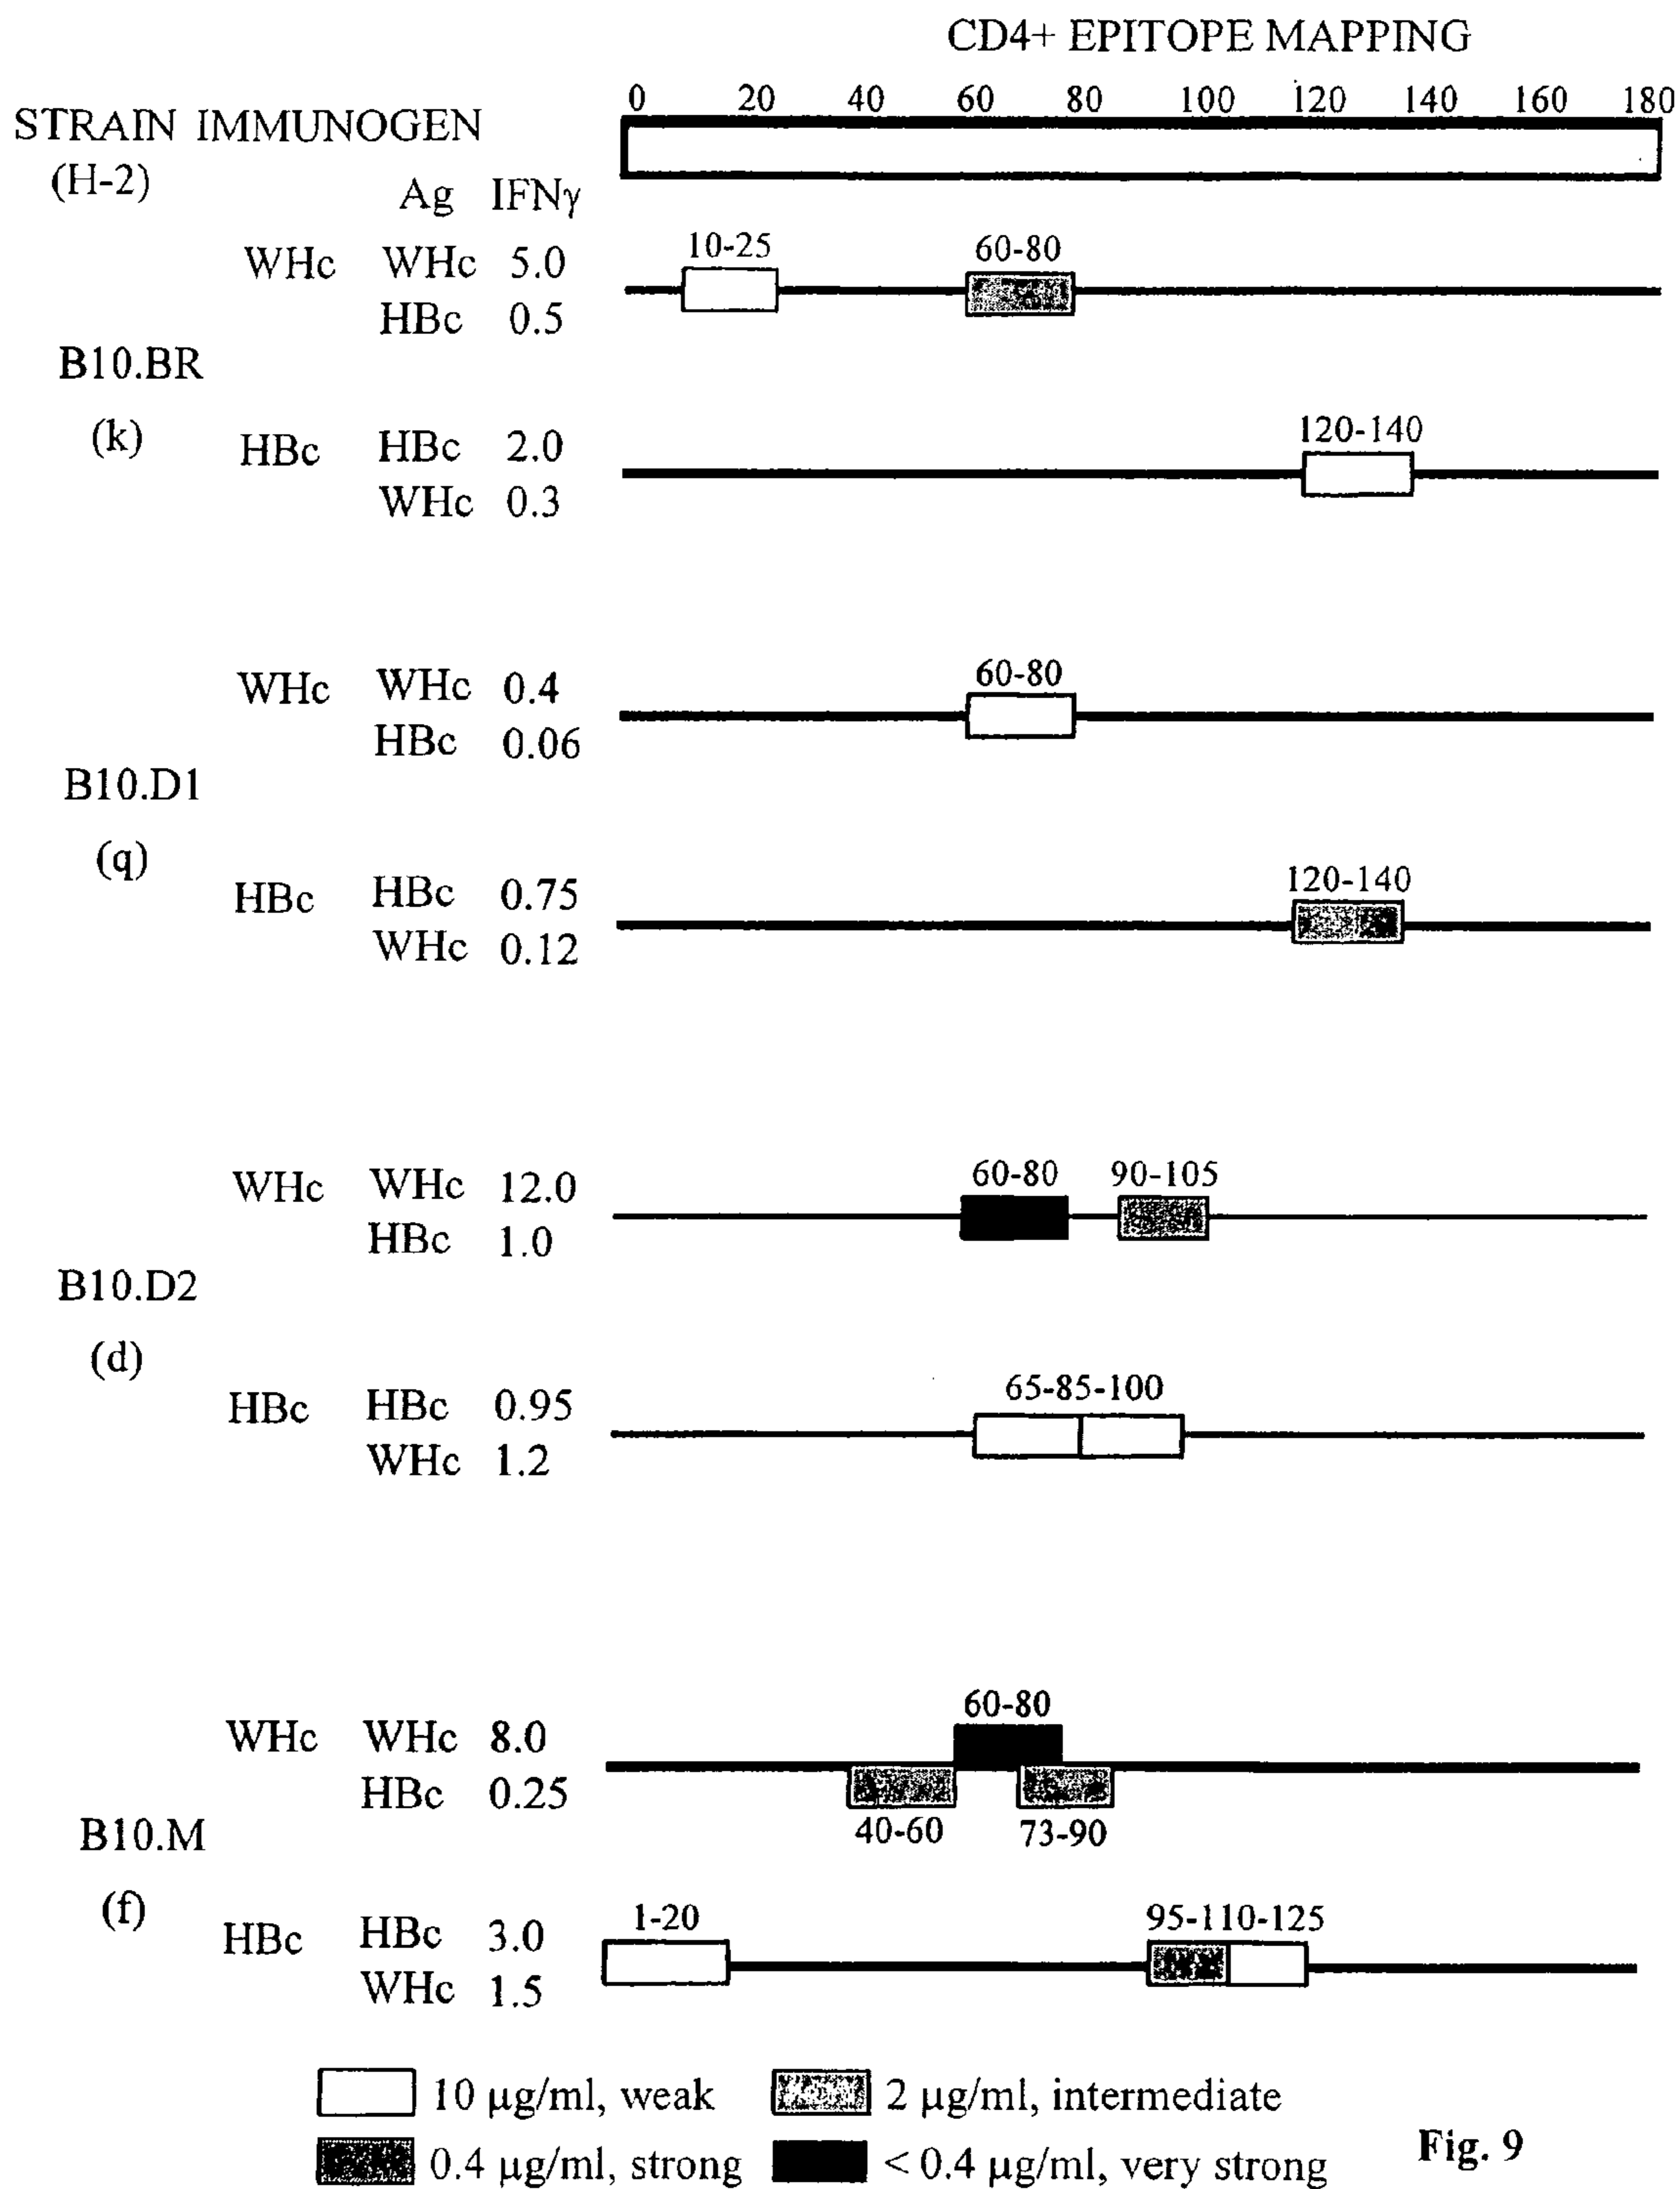 CD4+ EPITOPE MAPPING
0 20 40 60 80 100 120 140 160 180
STRAIN IMMUNOGEN
(H-2)
Ag IFNγ
10-25 60-80
WHc WHc 5.0
HBc 0.5
B10.BR
(k)
120-140
HBc HBc 2.0
WHc 0.3
60-80
WHc WHc 0.4
HBc 0.06
B10.D1
(q)
120-140
HBc HBc 0.75
WHc 0.12
60-80 90-105
WHc WHc 12.0
HBc 1.0
B10.D2
(d)
65-85-100
HBc HBc 0.95
WHc 1.2
60-80
WHc WHc 8.0
HBc 0.25
40-60 73-90
B10.M
(f)
1-20 95-110-125
HBc HBc 3.0
WHc 1.5
10 μg/ml, weak 2 μg/ml, intermediate
0.4 μg/ml, strong < 0.4 μg/ml, very strong
Fig. 9